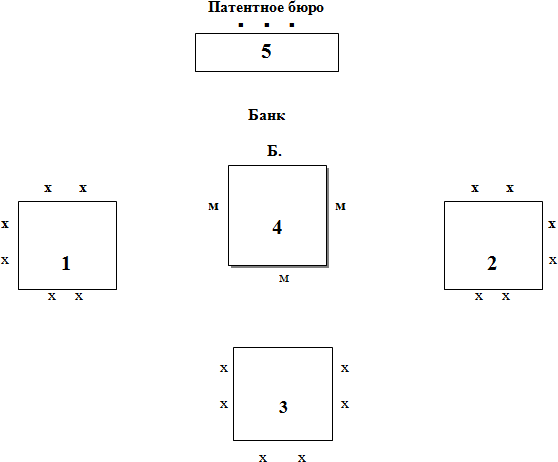 Патентное бюро
▪ ▪ ▪
5
Банк
Б.
х х х х
м м
х 4 х
х 1 2 х
х х м х х
х х
х 3 х
х х